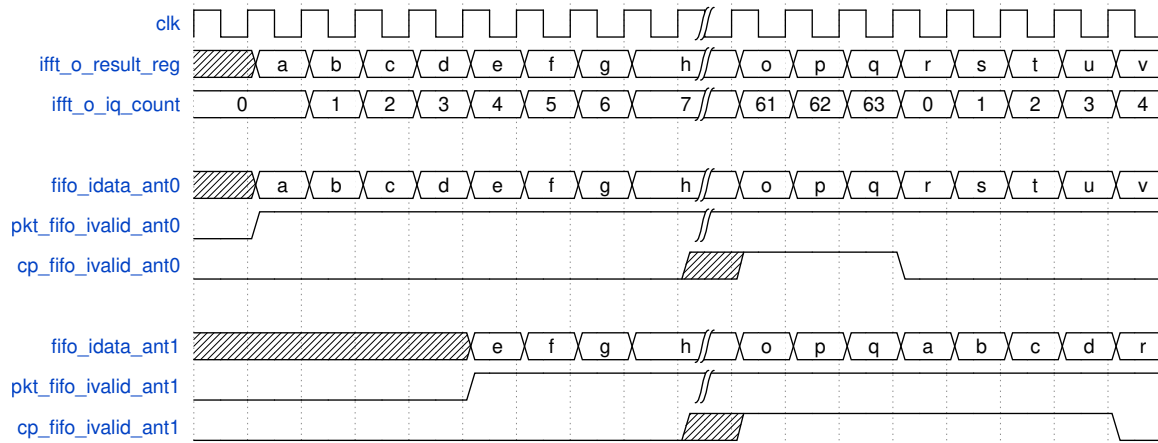 clk
ifft_o_result_reg a b c d e f g h o p q r s t u v
ifft_o_iq_count 0 1 2 3 4 5 6 7 61 62 63 0 1 2 3 4
fifo_idata_ant0 a b c d e f g h o p q r s t u v
pkt_fifo_ivalid_ant0
cp_fifo_ivalid_ant0
fifo_idata_ant1 e f g h o p q a b c d r
pkt_fifo_ivalid_ant1
cp_fifo_ivalid_ant1